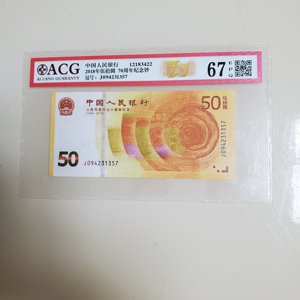 ACG
AI CANG GUARANTY
中国人民银行 12183422
2018年伍拾圆 70周年纪念钞
冠号: J094231357
67 EPQ
中国人民银行
50
50
J094231357
J094231357